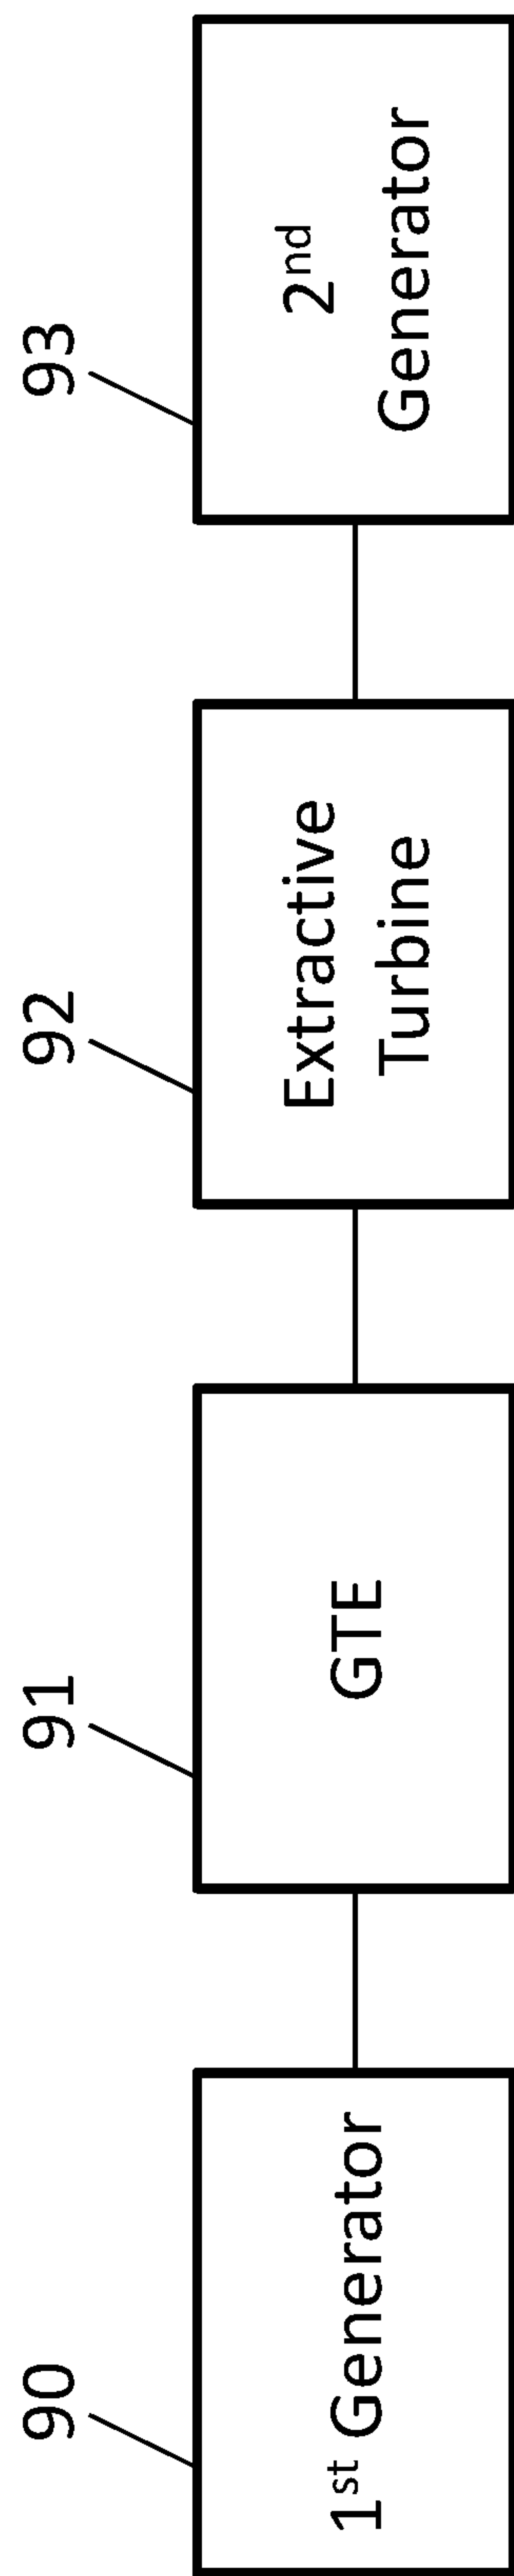 90
91
92
93
1st Generator
GTE
Extractive
Turbine
2nd
Generator